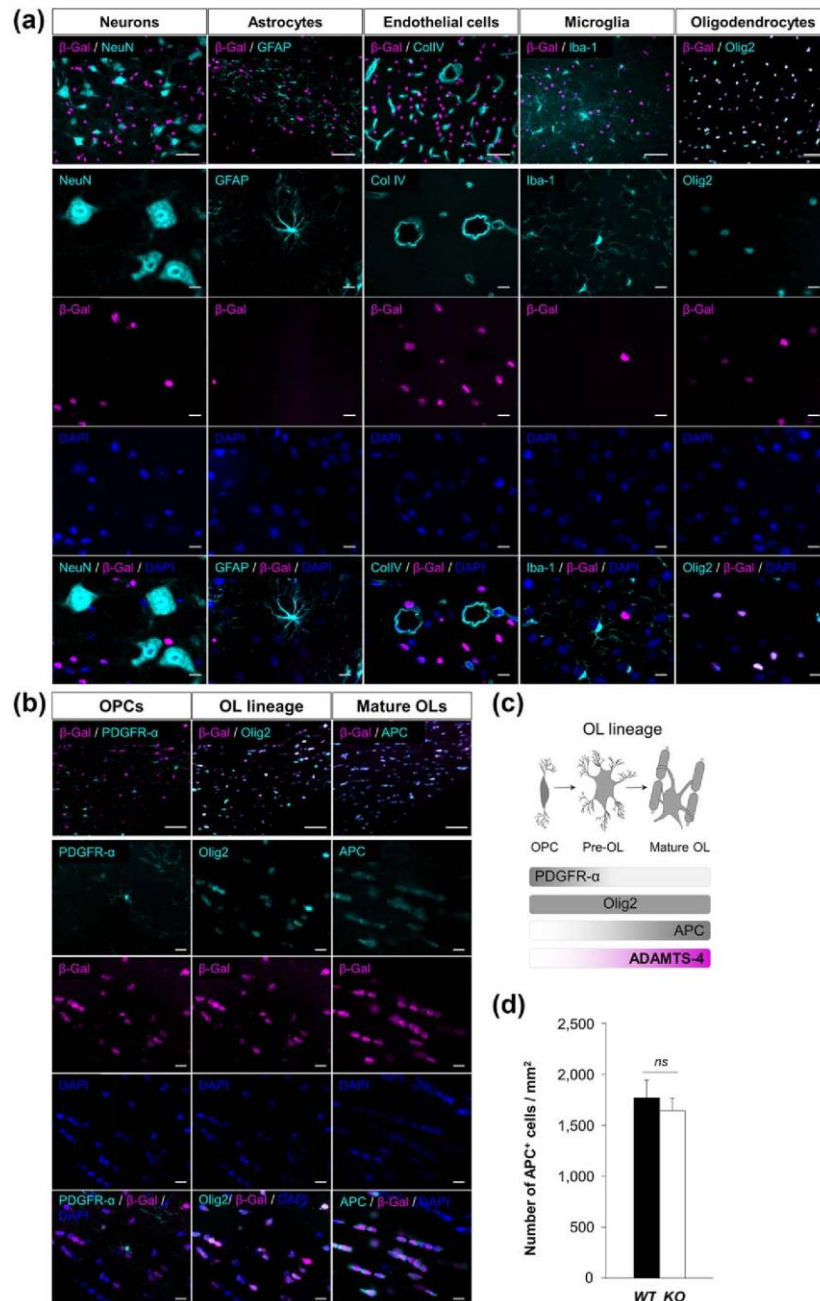 (a)
Neurons
Astrocytes
Endothelial cells
Microglia
Oligodendrocytes
β-Gal / NeuN
β-Gal / GFAP
β-Gal / ColIV
β-Gal / Iba-1
β-Gal / Olig2
NeuN
GFAP
Col IV
Iba-1
Olig2
β-Gal
β-Gal
β-Gal
β-Gal
β-Gal
DAPI
DAPI
DAPI
DAPI
DAPI
NeuN / β-Gal / DAPI
GFAP / β-Gal / DAPI
ColIV / β-Gal / DAPI
Iba-1 / β-Gal / DAPI
Olig2 / β-Gal / DAPI
(b)
OPCs
OL lineage
Mature OLs
β-Gal / PDGFR-α
β-Gal / Olig2
β-Gal / APC
PDGFR-α
Olig2
APC
β-Gal
β-Gal
β-Gal
DAPI
DAPI
DAPI
PDGFR-α / β-Gal /
DAPI
Olig2/ β-Gal / DAPI
APC / β-Gal / DAPI
(c)
OL lineage
OPC
Pre-OL
Mature OL
PDGFR-α
Olig2
APC
ADAMTS-4
(d)
Number of APC⁺ cells / mm²
2,500
2,000
1,500
1,000
500
0
ns
WT KO